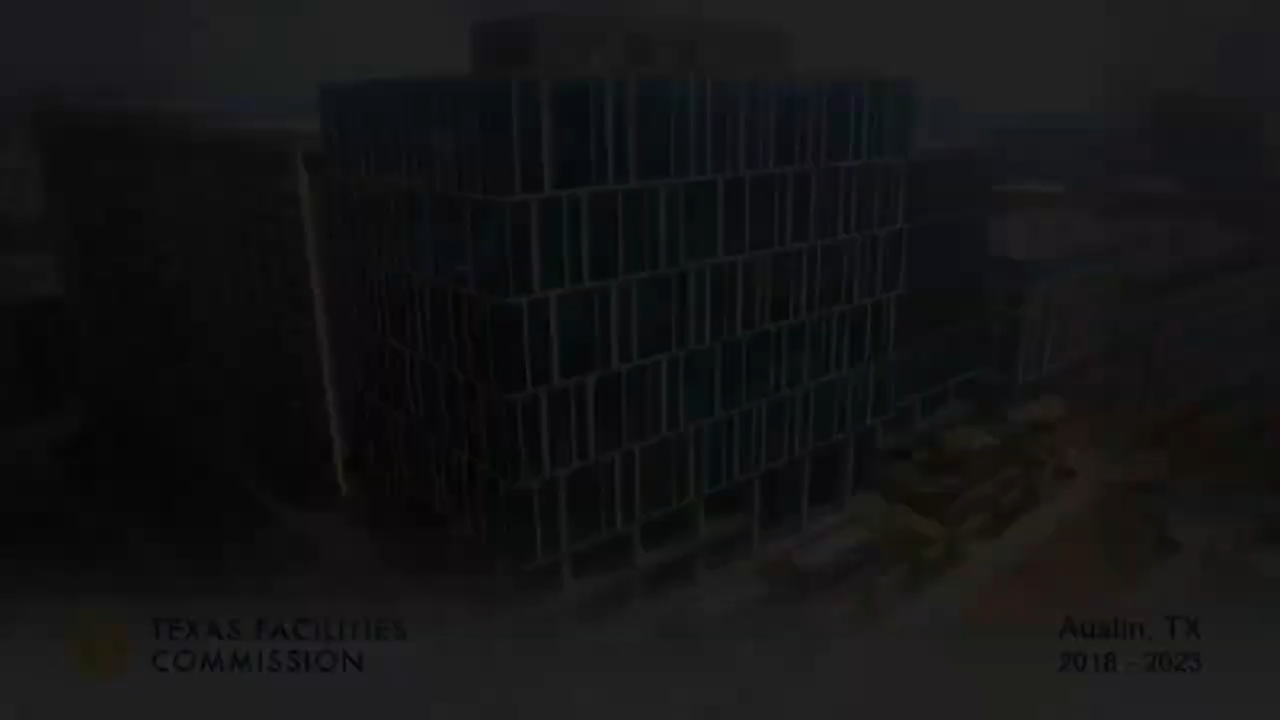 TEXAS FACILITIES
COMMISSION
Austin, TX
2018 - 2023